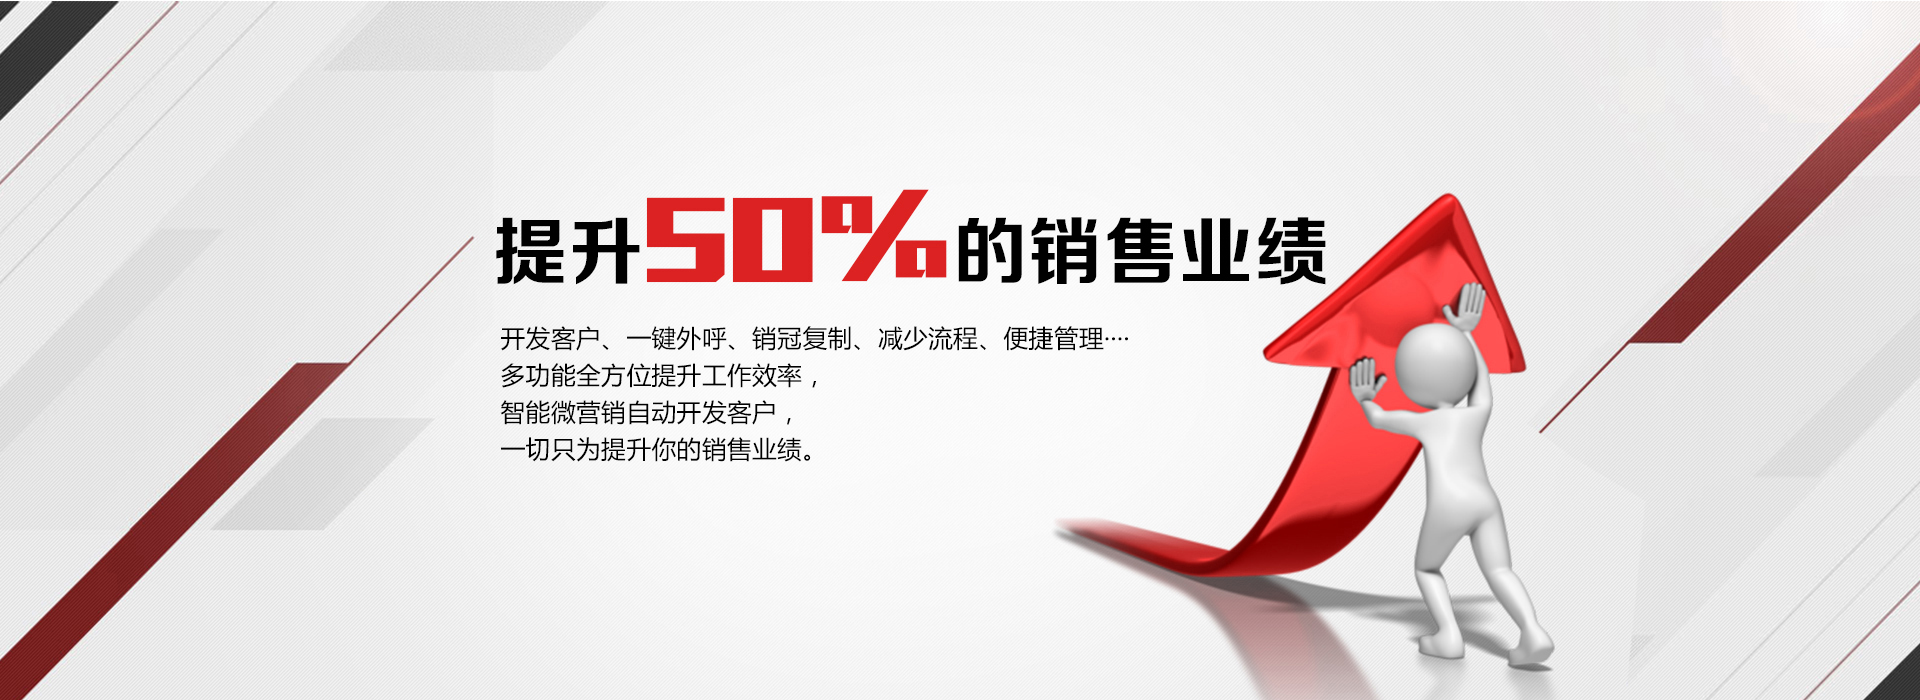 提升50%的销售业绩
开发客户、一键外呼、销冠复制、减少流程、便捷管理····
多功能全方位提升工作效率，
智能微营销自动开发客户，
一切只为提升你的销售业绩。